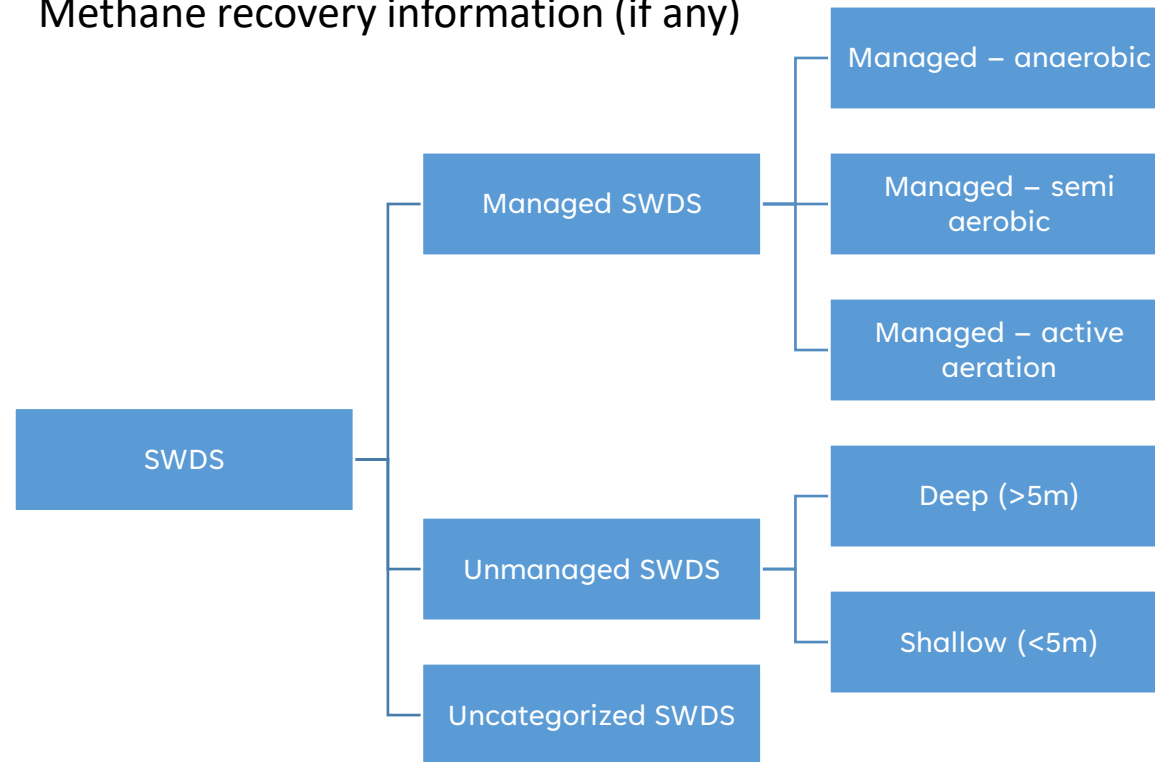 Methane recovery information (if any)
Managed – anaerobic
Managed SWDS
Managed – semi
aerobic
Managed – active
aeration
SWDS
Unmanaged SWDS
Deep (>5m)
Shallow (<5m)
Uncategorized SWDS